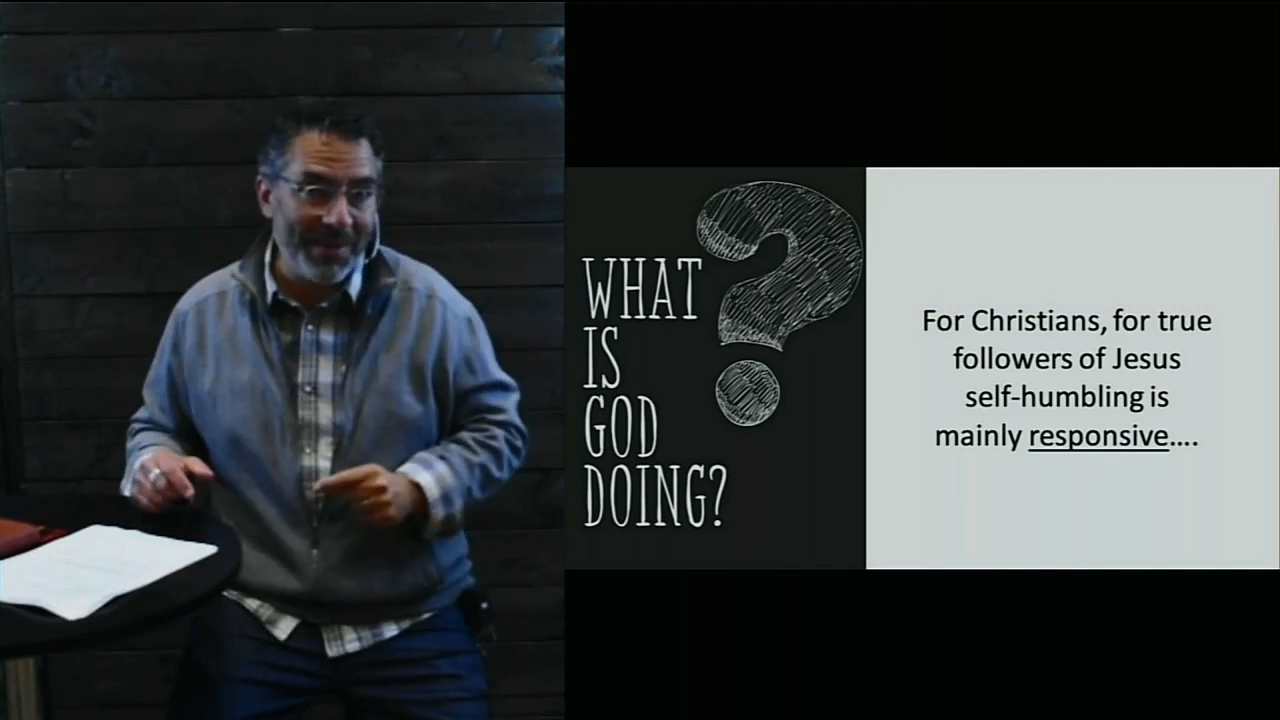 WHAT
IS
GOD
DOING?
For Christians, for true
followers of Jesus
self-humbling is
mainly responsive....